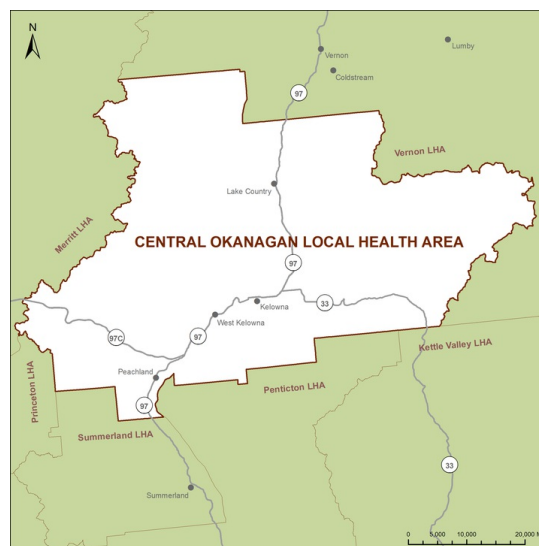 N
Vernon
Lumby
Coldstream
97
Vernon LHA
Lake Country
Merritt LHA
CENTRAL OKANAGAN LOCAL HEALTH AREA
97
Kelowna
33
West Kelowna
97
97C
Kettle Valley LHA
Peachland
Penticton LHA
Princeton LHA
97
Summerland LHA
33
Summerland
0 5,000 10,000 20,000 M